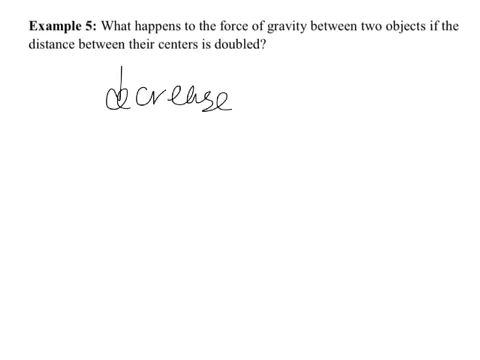 Example 5: What happens to the force of gravity between two objects if the
distance between their centers is doubled?
decrease